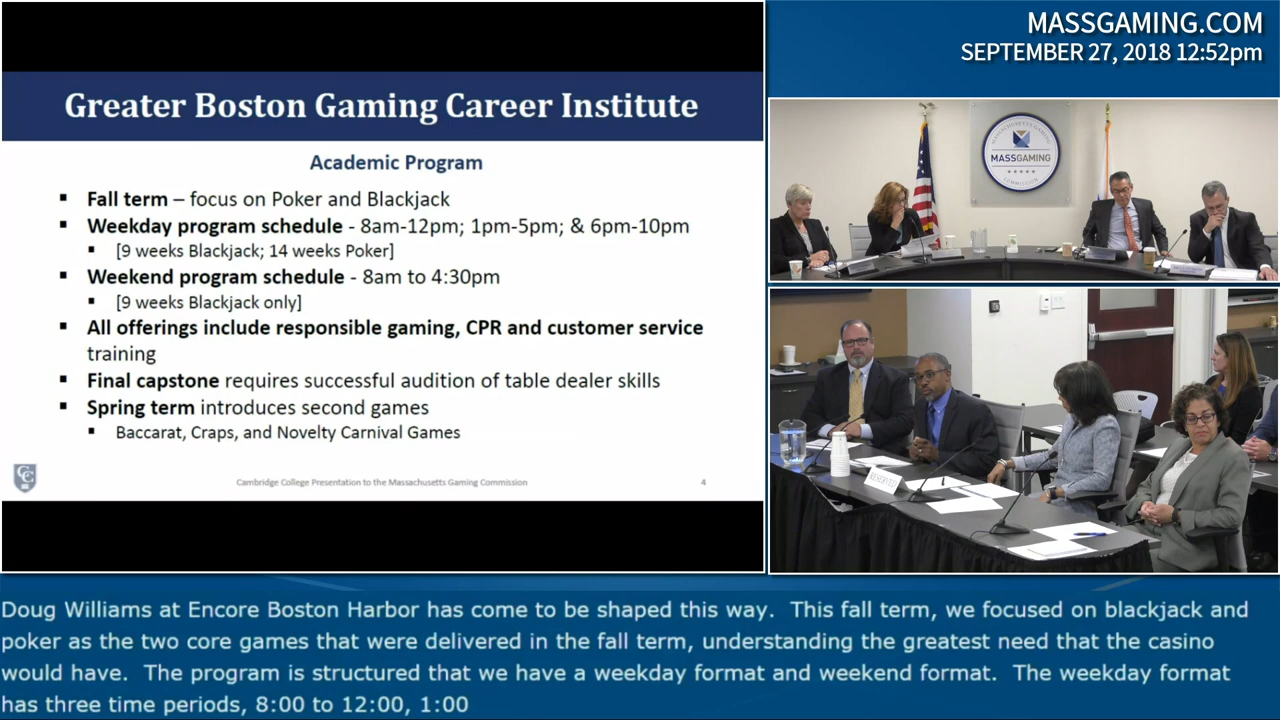 MASSGAMING.COM
SEPTEMBER 27, 2018 12:52pm
Greater Boston Gaming Career Institute
Academic Program
▪ Fall term – focus on Poker and Blackjack
▪ Weekday program schedule - 8am-12pm; 1pm-5pm; & 6pm-10pm
▪ [9 weeks Blackjack; 14 weeks Poker]
▪ Weekend program schedule - 8am to 4:30pm
▪ [9 weeks Blackjack only]
▪ All offerings include responsible gaming, CPR and customer service
training
▪ Final capstone requires successful audition of table dealer skills
▪ Spring term introduces second games
▪ Baccarat, Craps, and Novelty Carnival Games
CC
Cambridge College Presentation to the Massachusetts Gaming Commission 4
MASSACHUSETTS GAMING
MASSGAMING
COMMISSION
RESERVED
Doug Williams at Encore Boston Harbor has come to be shaped this way.  This fall term, we focused on blackjack and
poker as the two core games that were delivered in the fall term, understanding the greatest need that the casino
would have.  The program is structured that we have a weekday format and weekend format.  The weekday format
has three time periods, 8:00 to 12:00, 1:00